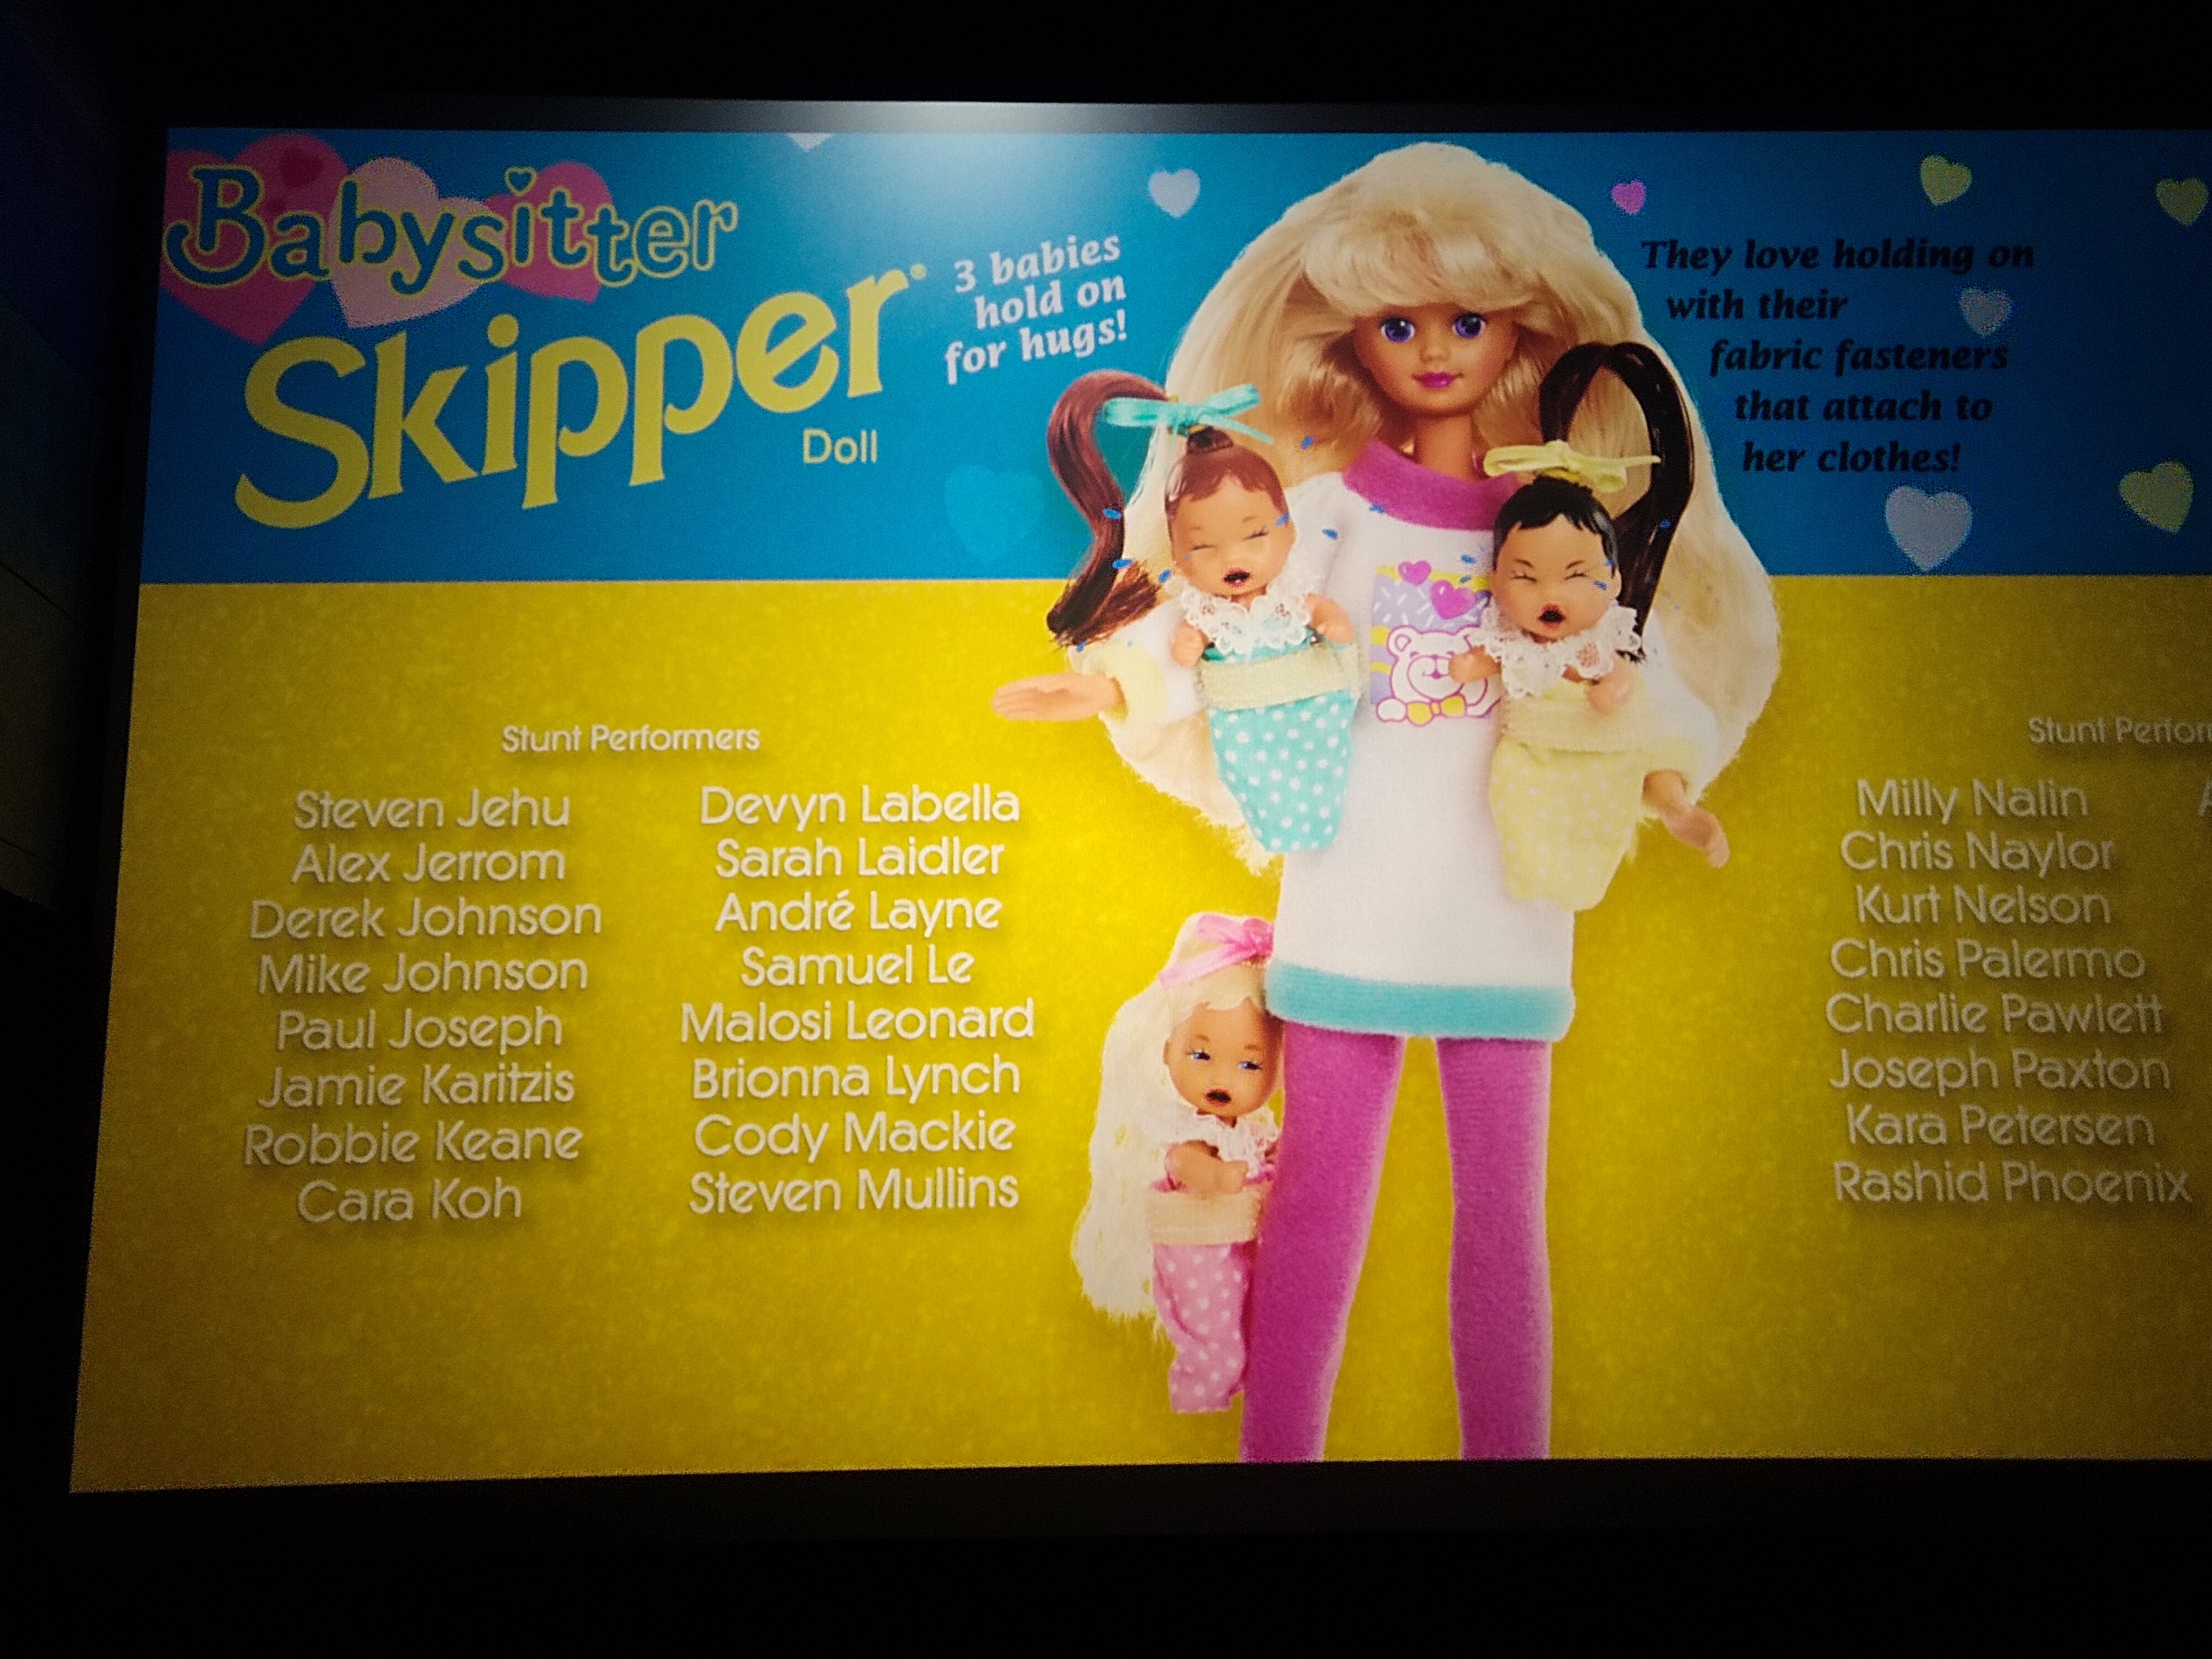 Babysitter
Skipper®
Doll
3 babies
hold on
for hugs!
They love holding on
with their
fabric fasteners
that attach to
her clothes!
Stunt Performers
Steven Jehu
Alex Jerrom
Derek Johnson
Mike Johnson
Paul Joseph
Jamie Karitzis
Robbie Keane
Cara Koh
Devyn Labella
Sarah Laidler
André Layne
Samuel Le
Malosi Leonard
Brionna Lynch
Cody Mackie
Steven Mullins
Stunt
Milly Nalin
Chris Naylor
Kurt Nelson
Chris Palermo
Charlie Pawlett
Joseph Paxton
Kara Petersen
Rashid Phoenix